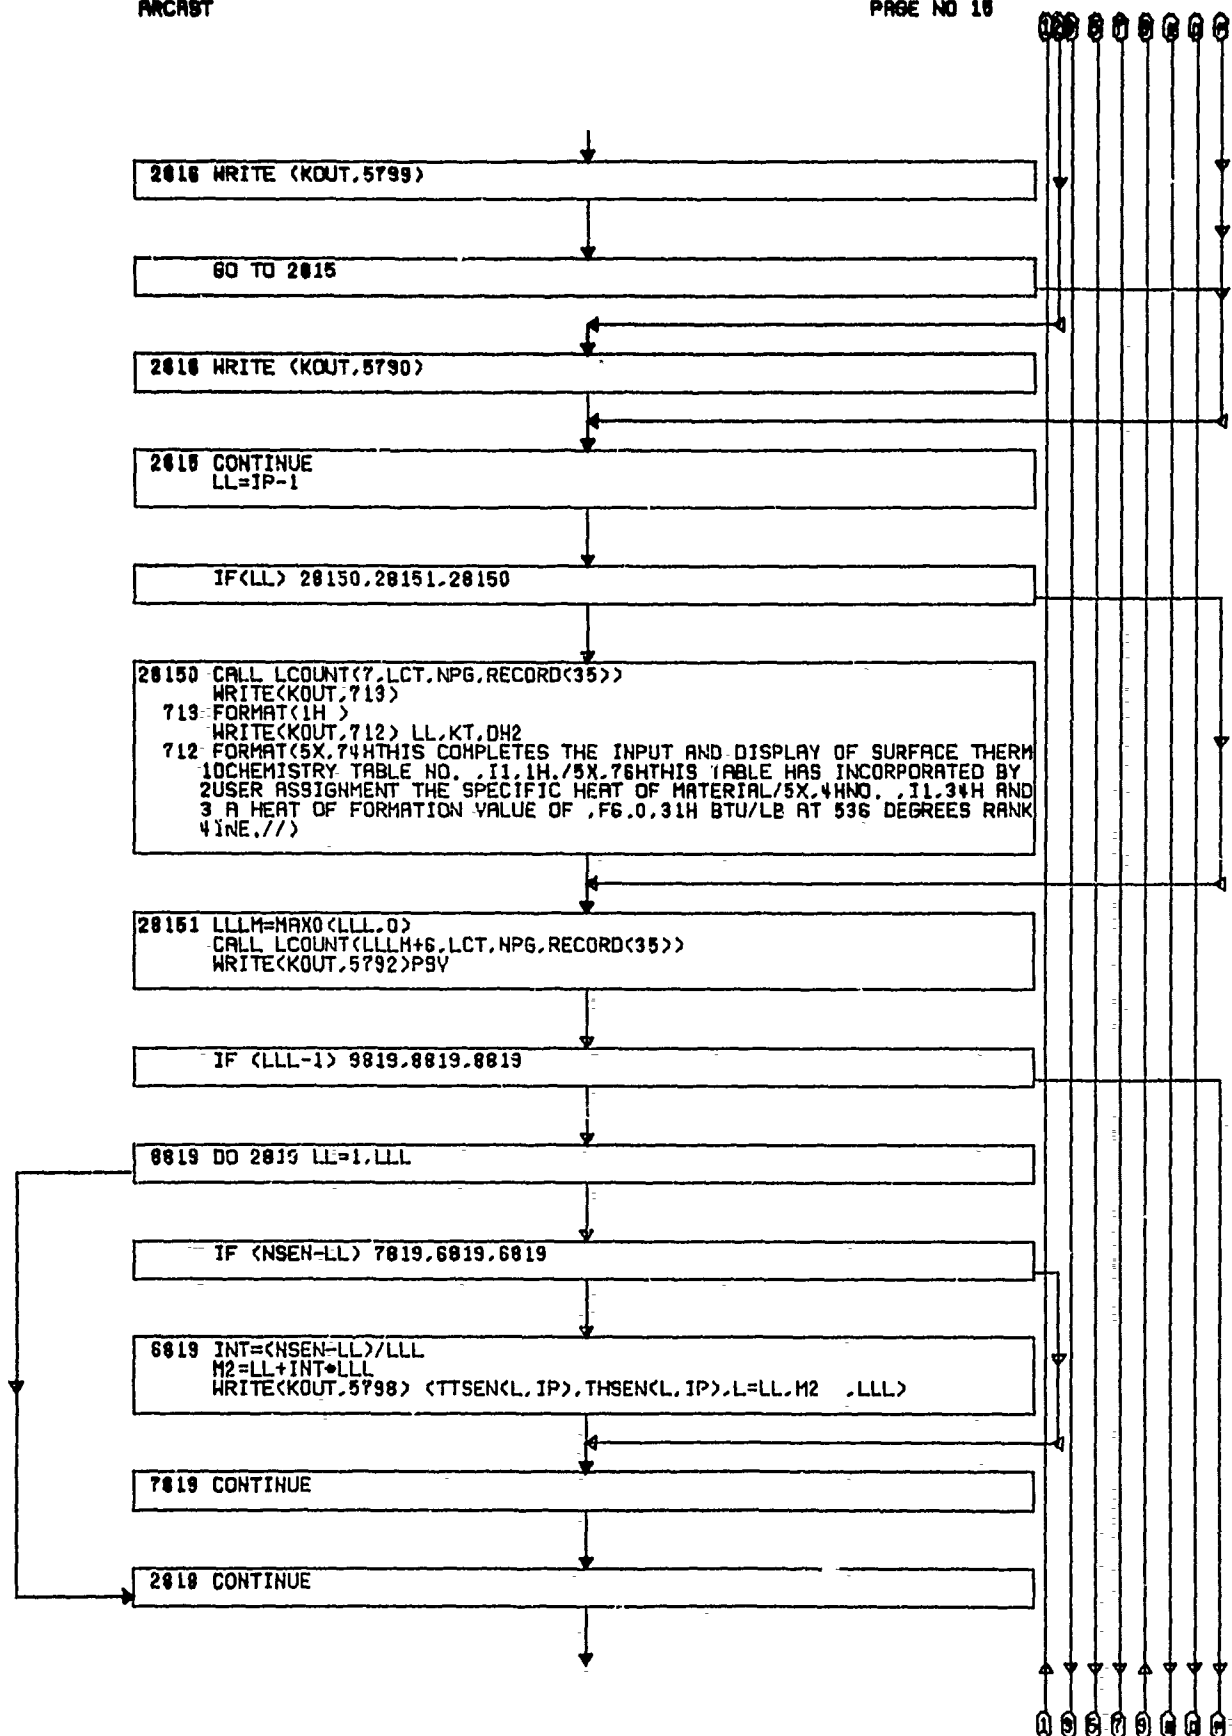 ARCAST
PAGE NO 16
2816 WRITE (KOUT,5799)
GO TO 2815
2818 WRITE (KOUT,5790)
2815 CONTINUE
LL=IP-1
IF(LL) 28150,28151,28150
28150 CALL LCOUNT(7,LCT,NPG,RECORD(35))
WRITE(KOUT,713)
713 FORMAT(1H )
WRITE(KOUT,712) LL,KT,DH2
712 FORMAT(5X,74HTHIS COMPLETES THE INPUT AND DISPLAY OF SURFACE THERM
1OCHEMISTRY TABLE NO. ,I1,1H./5X,76HTHIS TABLE HAS INCORPORATED BY
2USER ASSIGNMENT THE SPECIFIC HEAT OF MATERIAL/5X,4HNO. ,I1,34H AND
3 A HEAT OF FORMATION VALUE OF ,F6.0,31H BTU/LB AT 536 DEGREES RANK
4INE.//)
28151 LLLM=MAX0(LLL,0)
CALL LCOUNT(LLLM+6,LCT,NPG,RECORD(35))
WRITE(KOUT,5792)PSV
IF (LLL-1) 9819,8819,8819
8819 DO 2819 LL=1,LLL
IF (NSEN-LL) 7819,6819,6819
6819 INT=(NSEN-LL)/LLL
M2=LL+INT*LLL
WRITE(KOUT,5798) (TTSEN(L,IP),THSEN(L,IP),L=LL,M2 ,LLL)
7819 CONTINUE
2819 CONTINUE